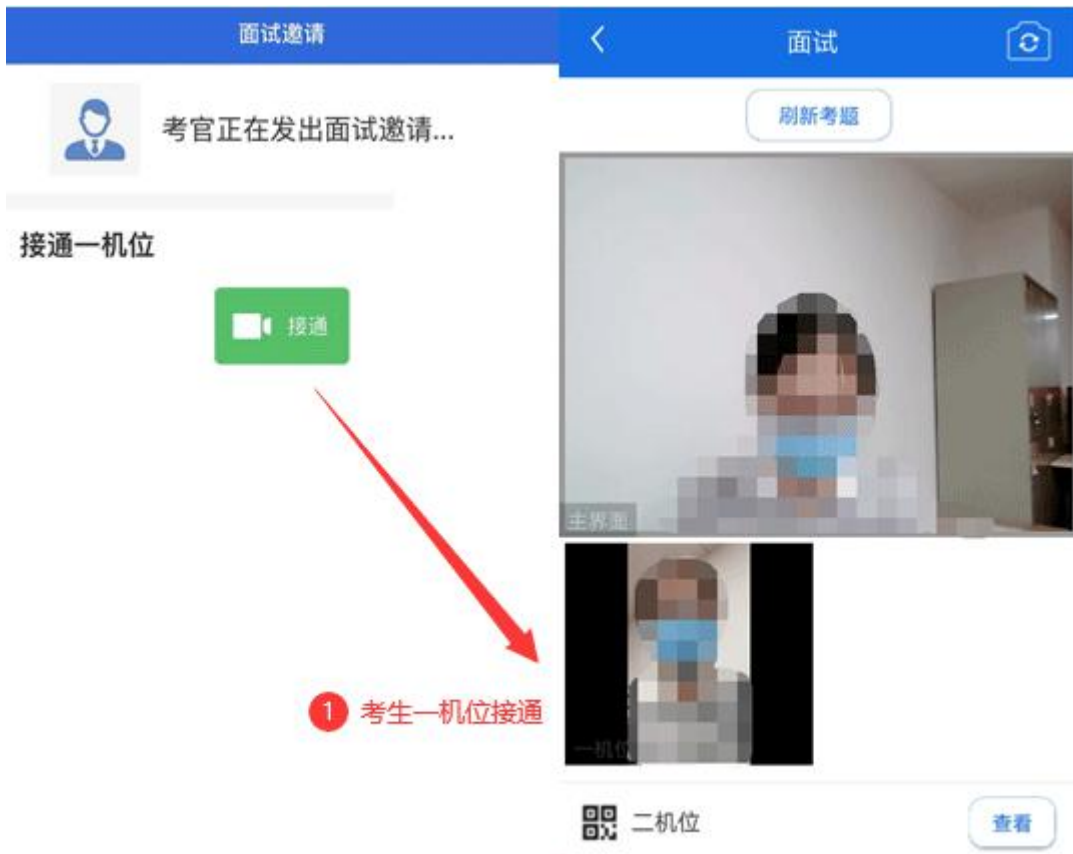 面试邀请
考官正在发出面试邀请...
接通一机位
接通
1 考生一机位接通
面试
刷新考题
主界面
一机位
二机位
查看